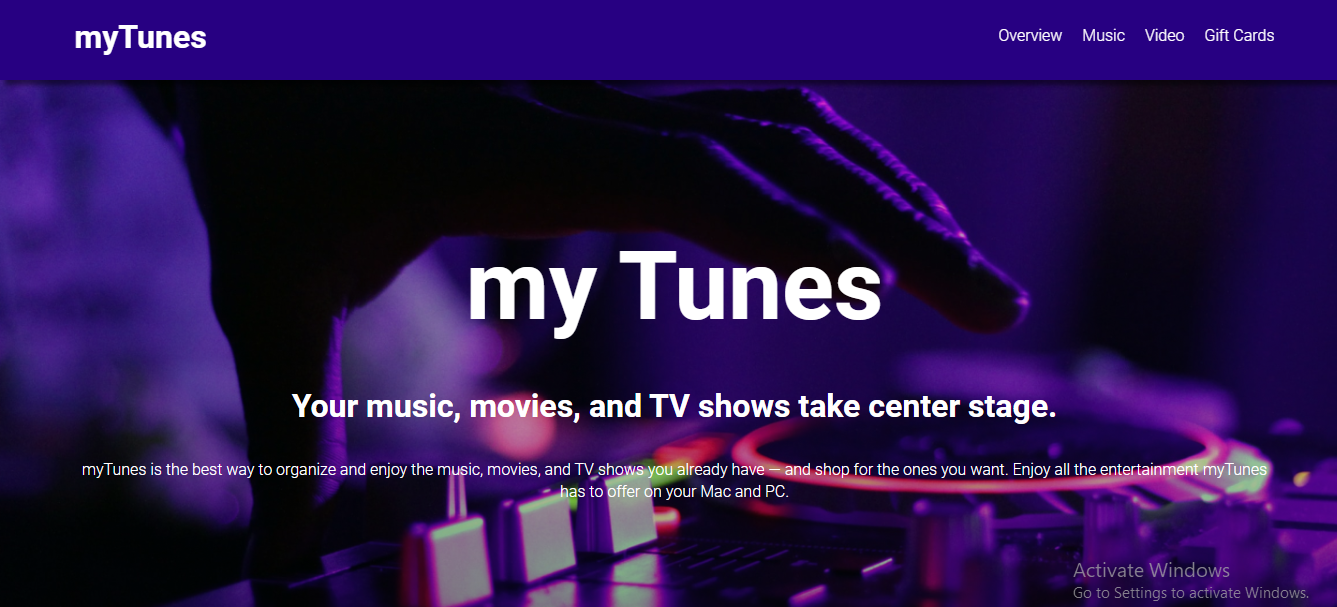 myTunes
Overview Music Video Gift Cards
my Tunes
Your music, movies, and TV shows take center stage.
myTunes is the best way to organize and enjoy the music, movies, and TV shows you already have — and shop for the ones you want. Enjoy all the entertainment myTunes
has to offer on your Mac and PC.
Activate Windows
Go to Settings to activate Windows.